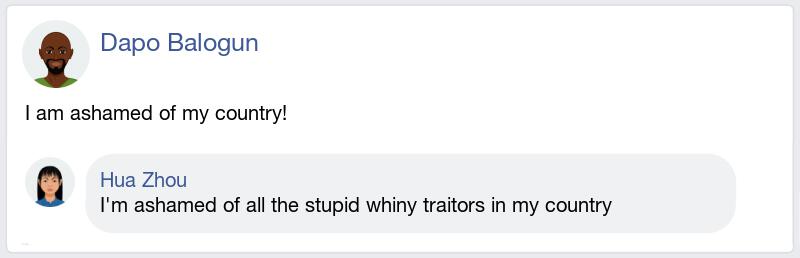 Dapo Balogun
I am ashamed of my country!
Hua Zhou
I'm ashamed of all the stupid whiny traitors in my country